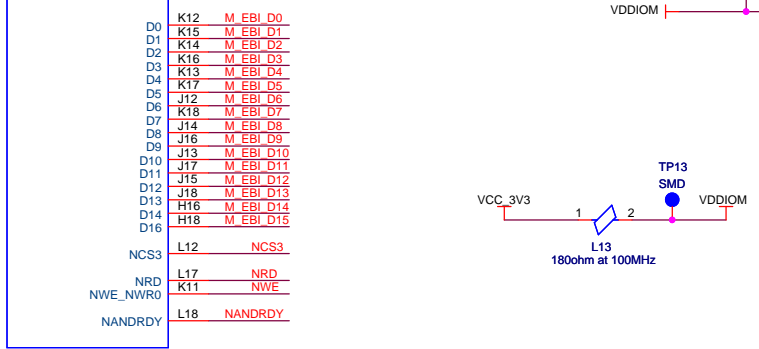 VDDIOM
D0 K12 M_EBI_D0
D1 K15 M_EBI_D1
D2 K14 M_EBI_D2
D3 K16 M_EBI_D3
D4 K13 M_EBI_D4
D5 K17 M_EBI_D5
D6 J12 M_EBI_D6
D7 K18 M_EBI_D7
D8 J14 M_EBI_D8
D9 J16 M_EBI_D9
D10 J13 M_EBI_D10
D11 J17 M_EBI_D11
D12 J15 M_EBI_D12
D13 J18 M_EBI_D13
D14 H16 M_EBI_D14
D16 H18 M_EBI_D15
NCS3 L12 NCS3
NRD L17 NRD
NWE_NWR0 K11 NWE
NANDRDY L18 NANDRDY
TP13
SMD
VCC_3V3 VDDIOM
1 2
L13
180ohm at 100MHz